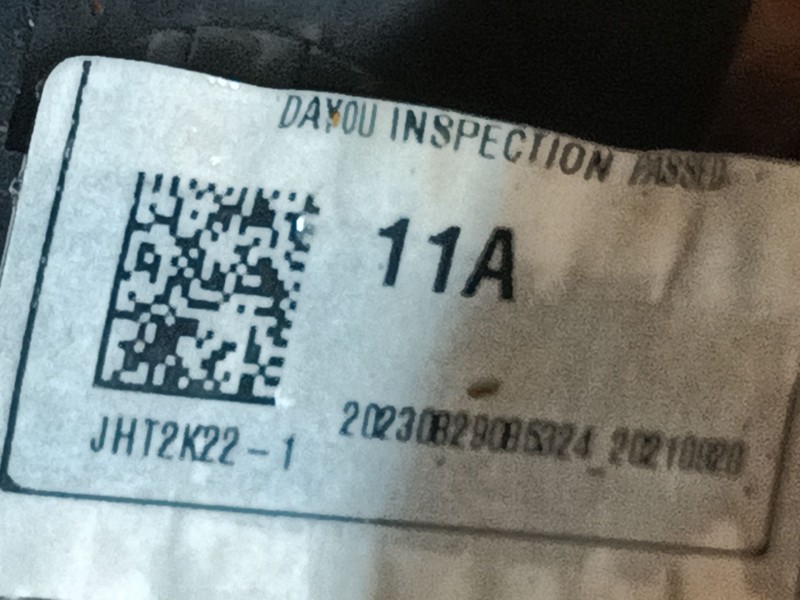 DAYOU INSPECTION PASSED
11A
JHT2K22-1